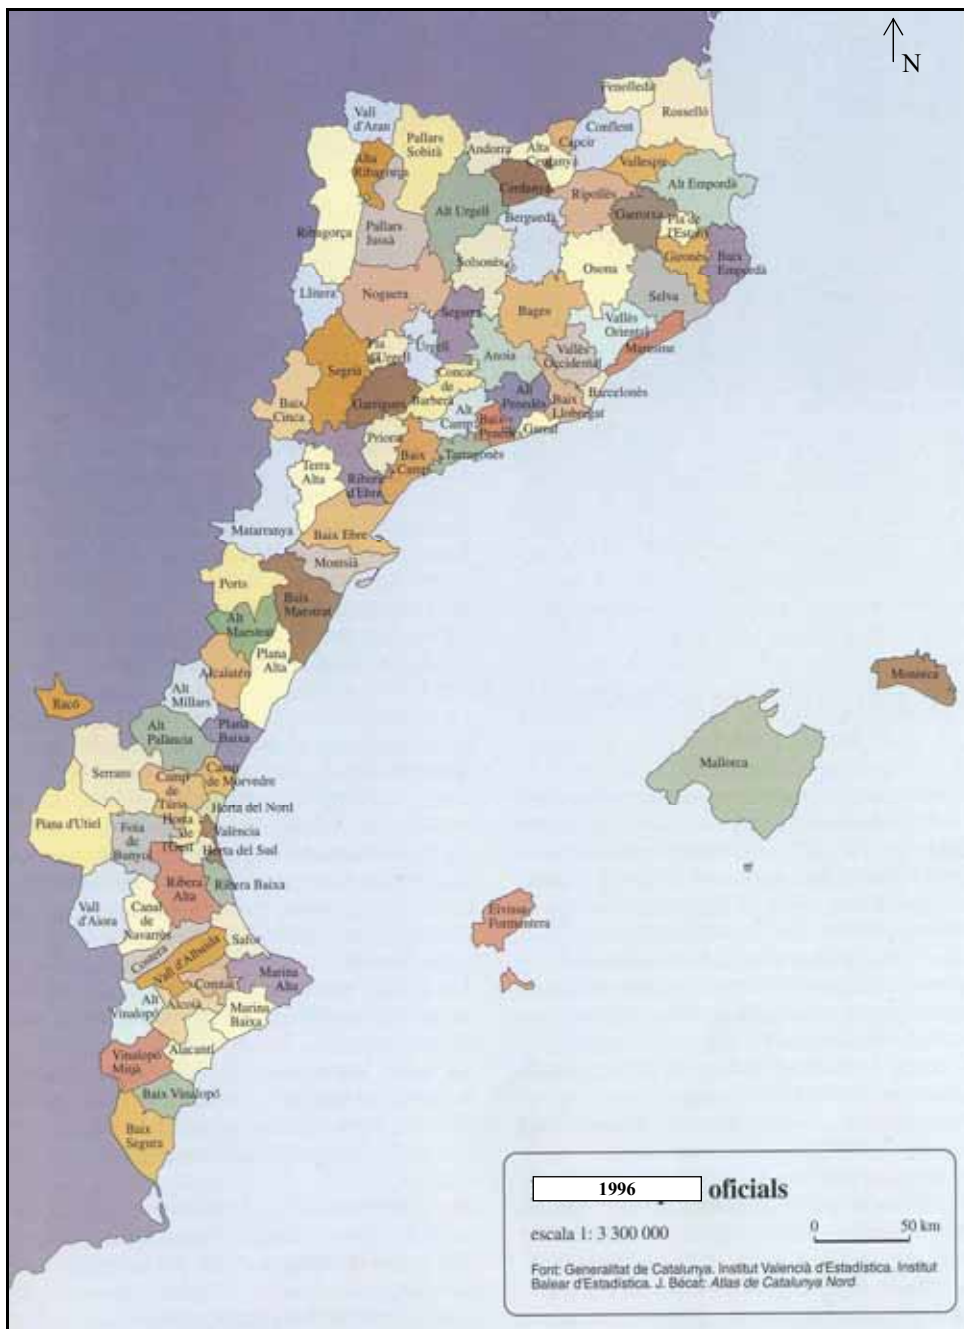 N
Fenolledà
Rosselló
Vall
d'Aran
Pallars
Sobirà
Conflent
Capcir
Andorra
Alta
Cerdanya
Vallespir
Alta
Ribagorça
Alt Empordà
Cerdanya
Ripollès
Alt Urgell
Berguedà
Garrotxa
Pla de
l'Estany
Ribagorça
Pallars
Jussà
Gironès
Baix
Empordà
Solsonès
Osona
Llitera
Noguera
Selva
Segarra
Bages
Vallès
Oriental
Pla
d'Urgell
Urgell
Maresme
Anoia
Vallès
Occidental
Segrià
Conca
de
Barberà
Alt
Penedès
Barcelonès
Baix
Cinca
Garrigues
Baix
Llobregat
Alt
Camp
Baix
Penedès
Garraf
Priorat
Baix
Camp
Tarragonès
Terra
Alta
Ribera
d'Ebre
Matarranya
Baix Ebre
Montsià
Ports
Baix
Maestrat
Alt
Maestrat
Plana
Alta
Alcalatén
Menorca
Alt
Millars
Racó
Alt
Palància
Plana
Baixa
Mallorca
Serrans
Camp
de Morvedre
Camp
de
Túria
Horta del Nord
Plana d'Utiel
Horta
de
l'Oest
València
Foia
de
Bunyol
Horta del Sud
Ribera
Alta
Ribera Baixa
Vall
d'Aiora
Canal
de
Navarrés
Eivissa-
Formentera
Costera
Safor
Vall d'Albaida
Marina
Alta
Comtat
Alt
Vinalopó
Alcoià
Marina
Baixa
Alacantí
Vinalopó
Mitjà
Baix Vinalopó
Baix
Segura
1996 oficials
escala 1: 3 300 000
0 50 km
Font: Generalitat de Catalunya. Institut Valencià d'Estadística. Institut
Balear d'Estadística. J. Bécat: Atlas de Catalunya Nord